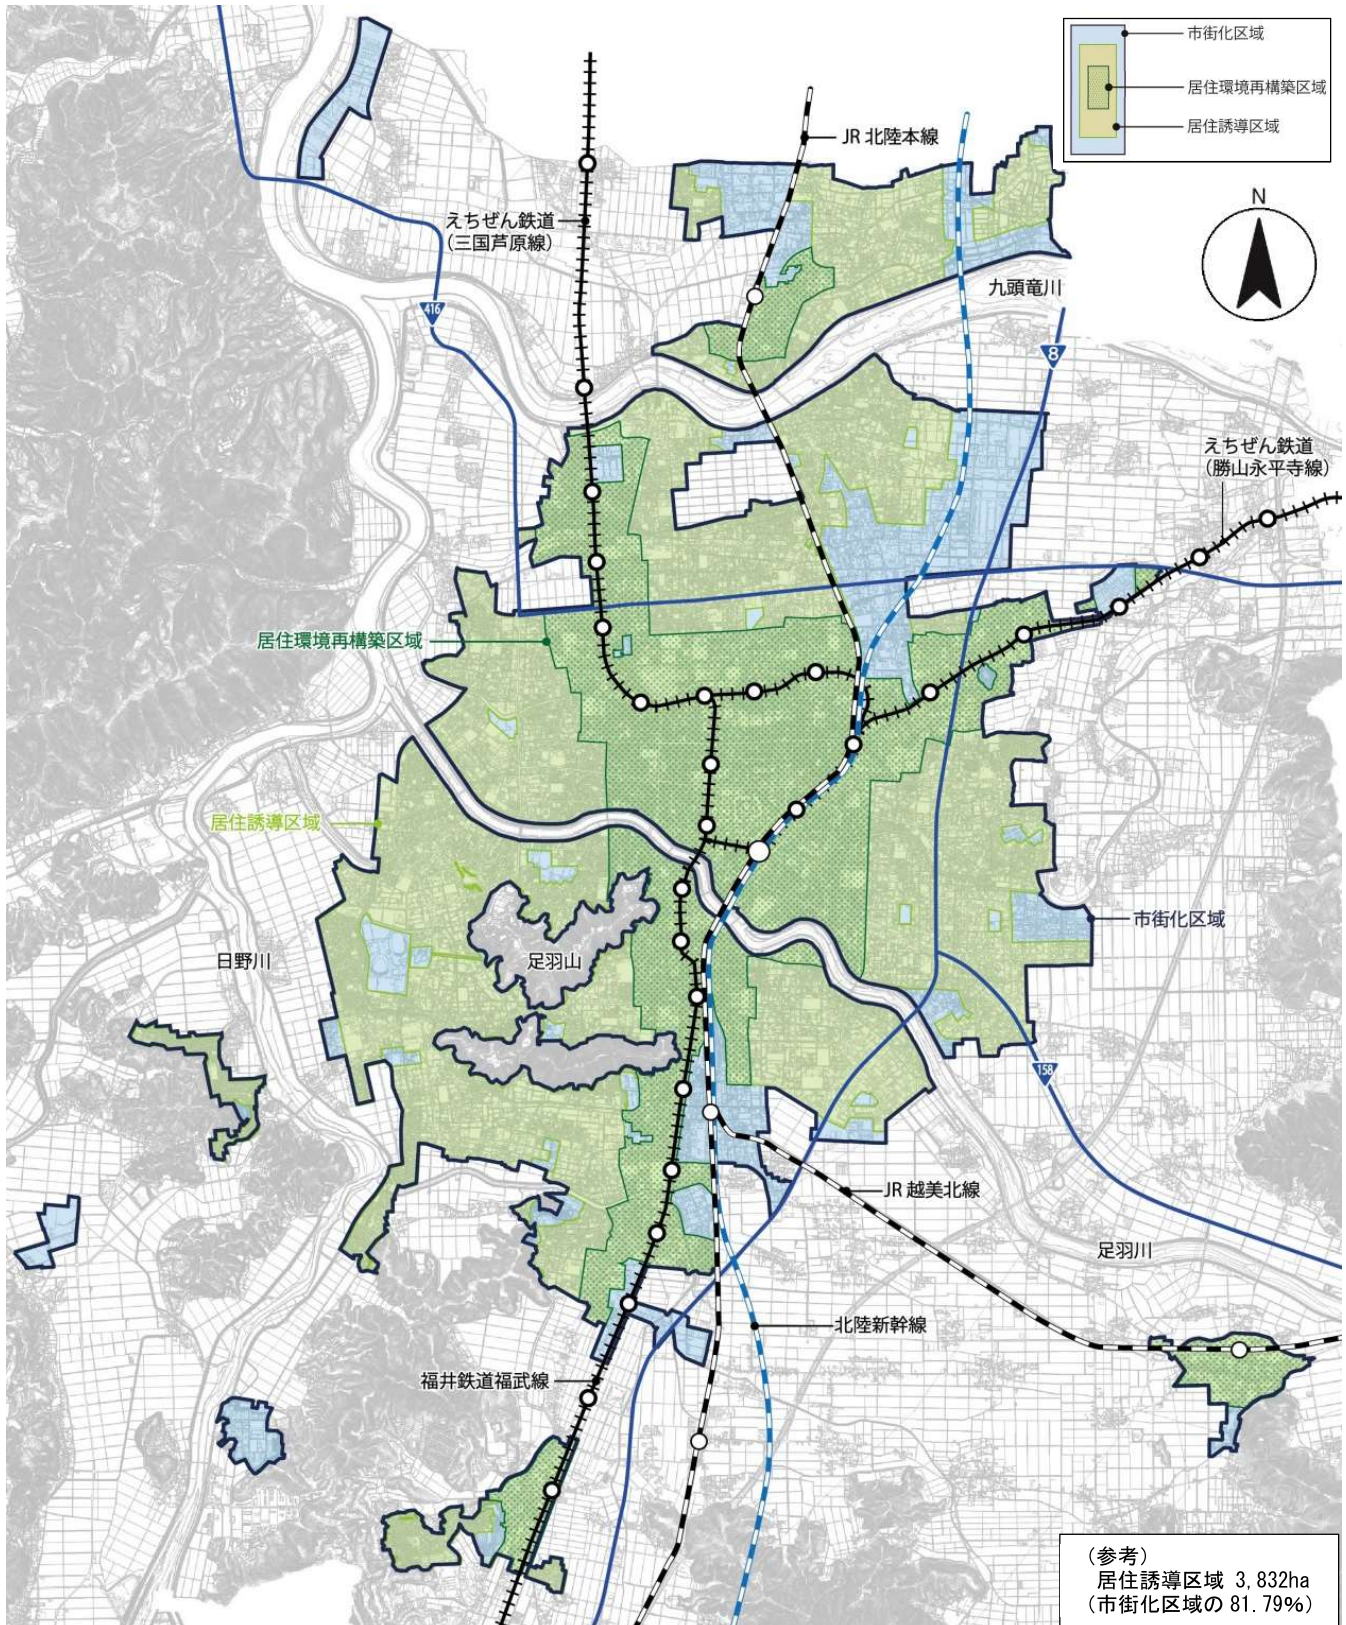 市街化区域
居住環境再構築区域
居住誘導区域
JR 北陸本線
N
えちぜん鉄道
(三国芦原線)
九頭竜川
416
8
えちぜん鉄道
(勝山永平寺線)
居住環境再構築区域
居住誘導区域
市街化区域
日野川
足羽山
158
JR 越美北線
足羽川
北陸新幹線
福井鉄道福武線
(参考)
居住誘導区域 3,832ha
(市街化区域の 81.79%)